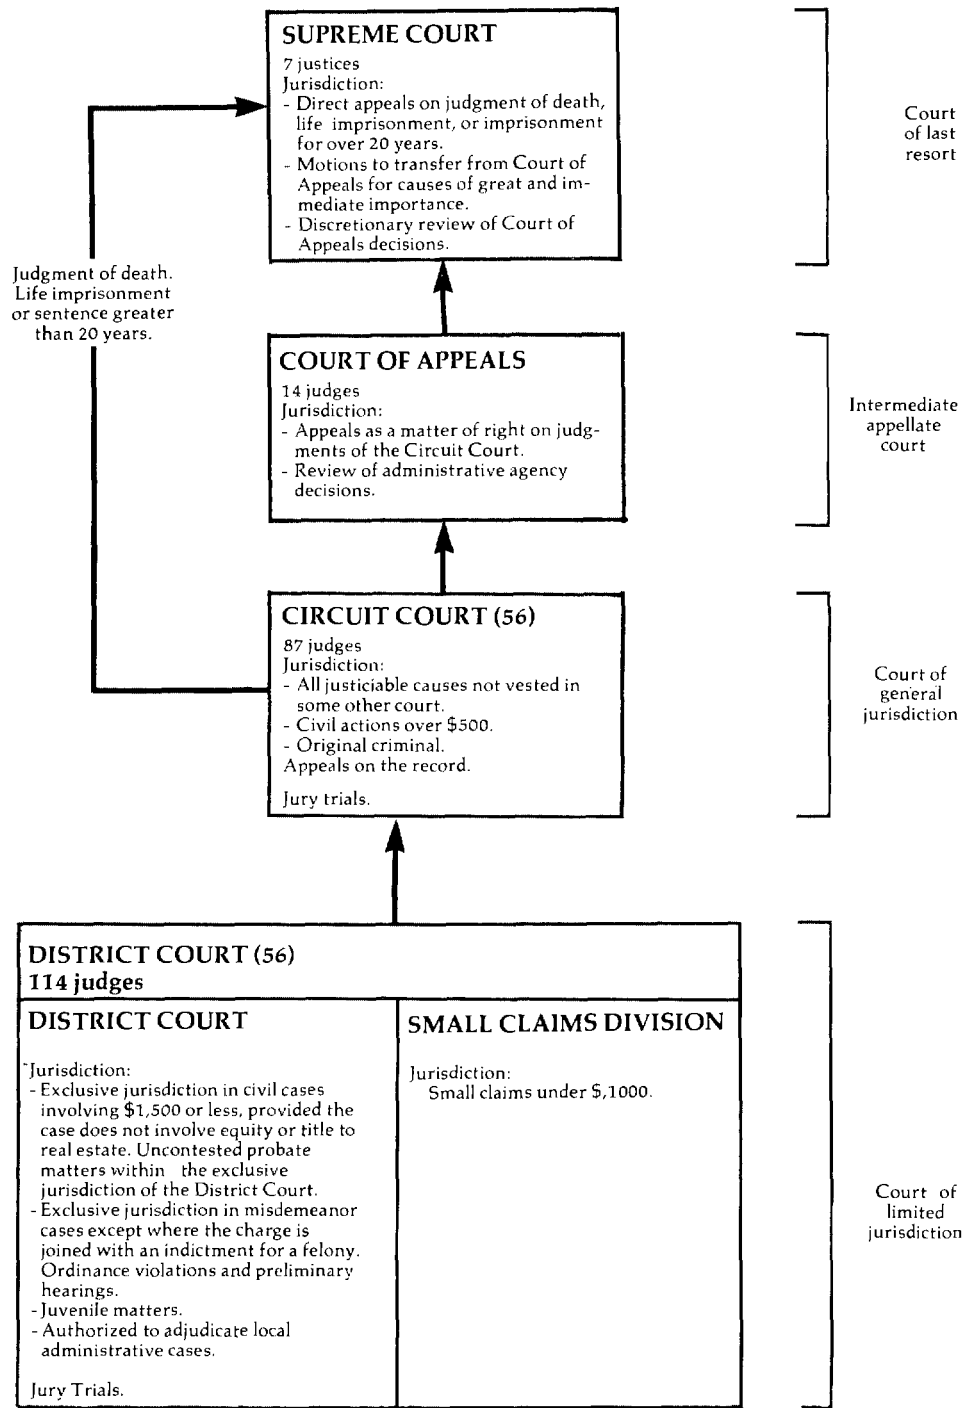 SUPREME COURT
7 justices
Jurisdiction:
- Direct appeals on judgment of death,
life imprisonment, or imprisonment
for over 20 years.
- Motions to transfer from Court of
Appeals for causes of great and im-
mediate importance.
- Discretionary review of Court of
Appeals decisions.
Court
of last
resort
Judgment of death.
Life imprisonment
or sentence greater
than 20 years.
COURT OF APPEALS
14 judges
Jurisdiction:
- Appeals as a matter of right on judg-
ments of the Circuit Court.
- Review of administrative agency
decisions.
Intermediate
appellate
court
CIRCUIT COURT (56)
87 judges
Jurisdiction:
- All justiciable causes not vested in
some other court.
- Civil actions over $500.
- Original criminal.
Appeals on the record.
Jury trials.
Court of
general
jurisdiction
DISTRICT COURT (56)
114 judges
DISTRICT COURT
Jurisdiction:
- Exclusive jurisdiction in civil cases
involving $1,500 or less, provided the
case does not involve equity or title to
real estate. Uncontested probate
matters within the exclusive
jurisdiction of the District Court.
- Exclusive jurisdiction in misdemeanor
cases except where the charge is
joined with an indictment for a felony.
Ordinance violations and preliminary
hearings.
- Juvenile matters.
- Authorized to adjudicate local
administrative cases.
Jury Trials.
SMALL CLAIMS DIVISION
Jurisdiction:
Small claims under $,1000.
Court of
limited
jurisdiction